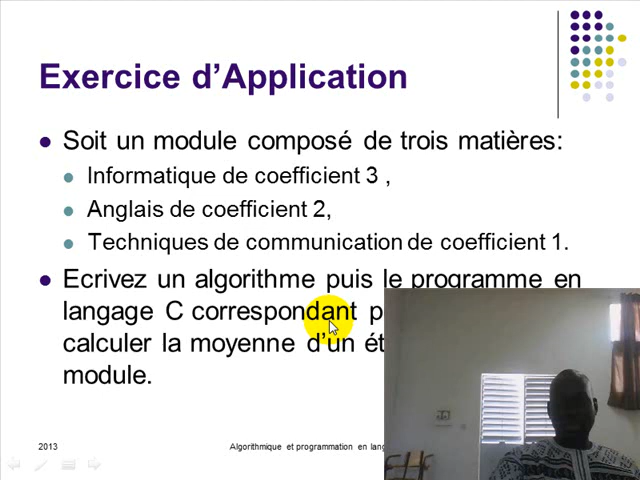 Exercice d’Application
Soit un module composé de trois matières:
Informatique de coefficient 3 ,
Anglais de coefficient 2,
Techniques de communication de coefficient 1.
Ecrivez un algorithme puis le programme en
langage C correspondant
calculer la moyenne d’un
module.
2013
Algorithmique et programmation en